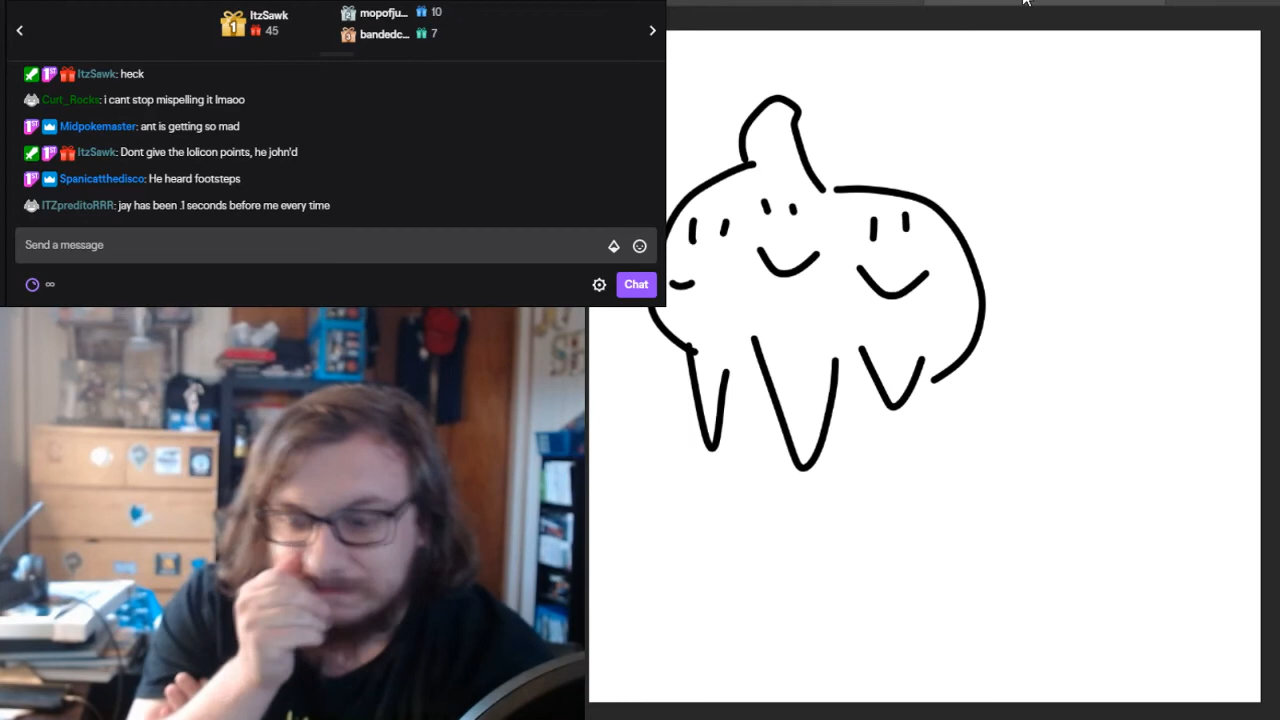 ItzSawk
45
mopofju... 10
bandedc... 7
ItzSawk: heck
Curt_Rocks: i cant stop mispelling it lmaoo
Midpokemaster: ant is getting so mad
ItzSawk: Dont give the lolicon points, he john'd
Spanicatthedisco: He heard footsteps
ITZpreditoRRR: jay has been .1 seconds before me every time
Send a message
Chat